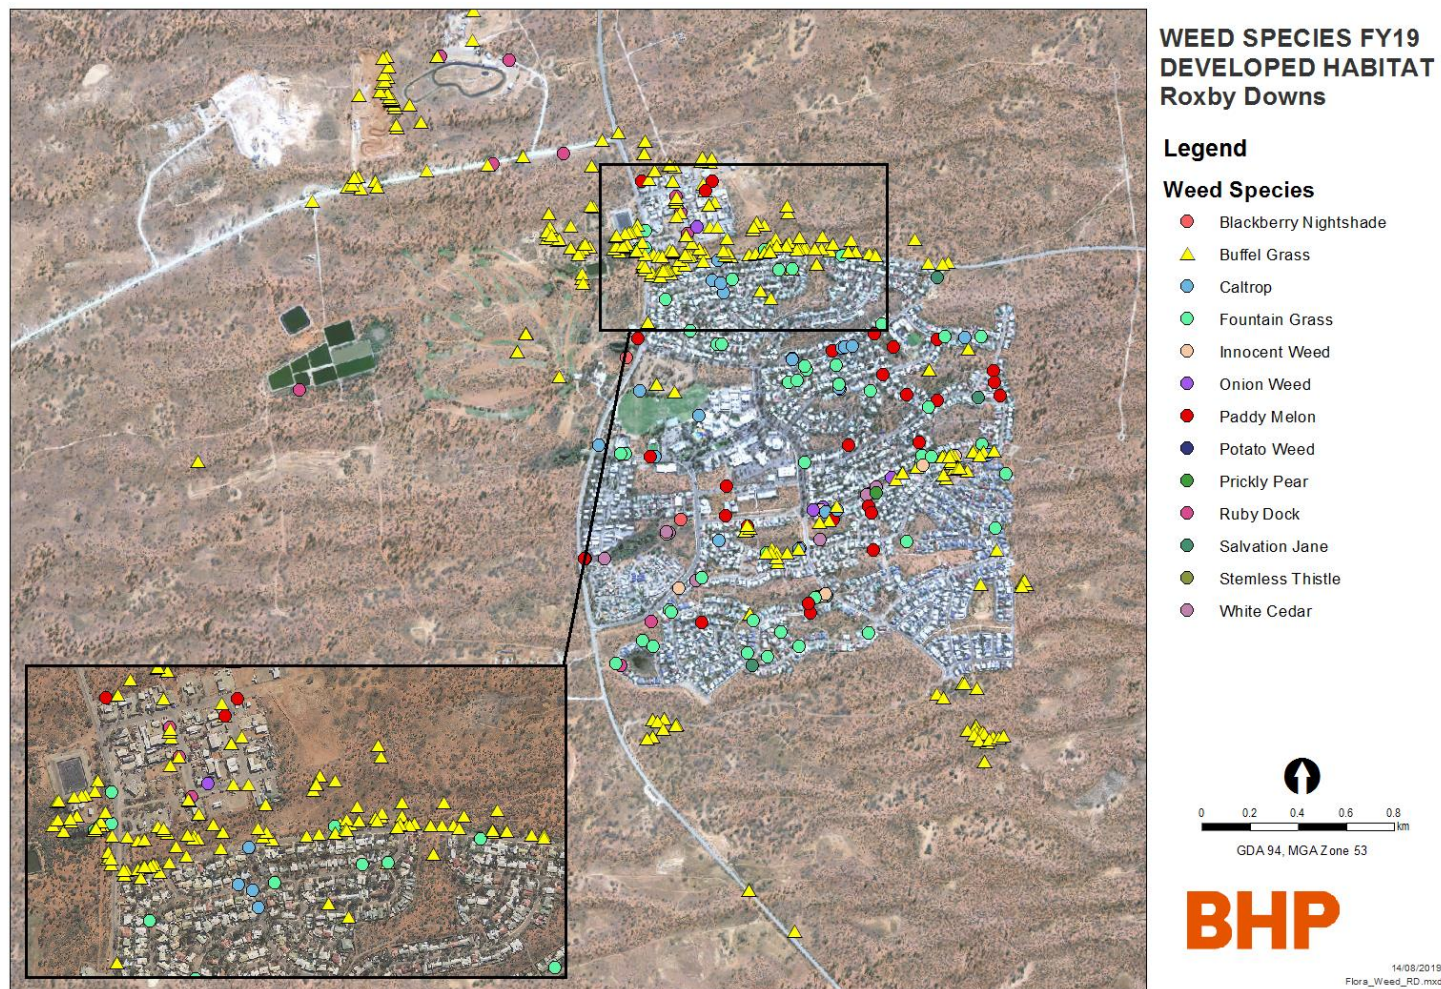 WEED SPECIES FY19
DEVELOPED HABITAT
Roxby Downs
Legend
Weed Species
Blackberry Nightshade
Buffel Grass
Caltrop
Fountain Grass
Innocent Weed
Onion Weed
Paddy Melon
Potato Weed
Prickly Pear
Ruby Dock
Salvation Jane
Stemless Thistle
White Cedar
0 0.2 0.4 0.6 0.8
km
GDA 94, MGA Zone 53
BHP
14/08/2019
Flora_Weed_RD.mxd